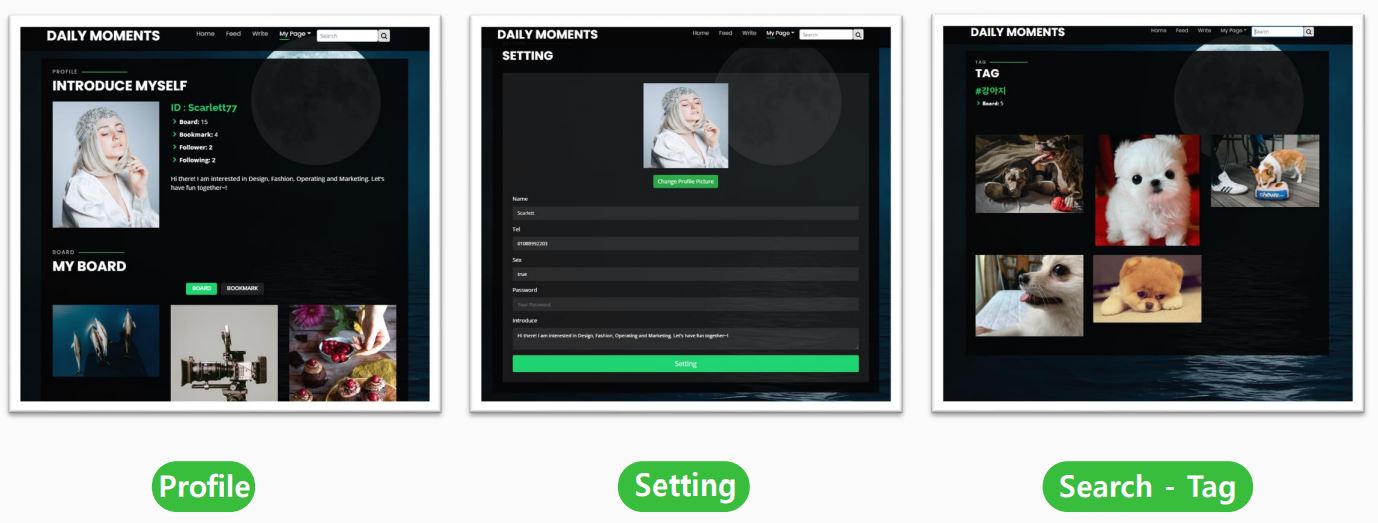 DAILY MOMENTS
Home Feed Write My Page Search
PROFILE
INTRODUCE MYSELF
ID : Scarlett77
Board: 15
Bookmark: 4
Follower: 2
Following: 2
Hi there! I am interested in Design, Fashion, Operating and Marketing. Let's
have fun together~!
BOARD
MY BOARD
BOARD BOOKMARK
Profile
DAILY MOMENTS
Home Feed Write My Page Search
SETTING
Change Profile Picture
Name
Scarlett
Tel
01088992203
Sex
true
Password
Your Password
Introduce
Hi there! I am interested in Design, Fashion, Operating and Marketing. Let's have fun together~!
Setting
Setting
DAILY MOMENTS
Home Feed Write My Page Search
TAG
TAG
#강아지
Board: 5
Search - Tag